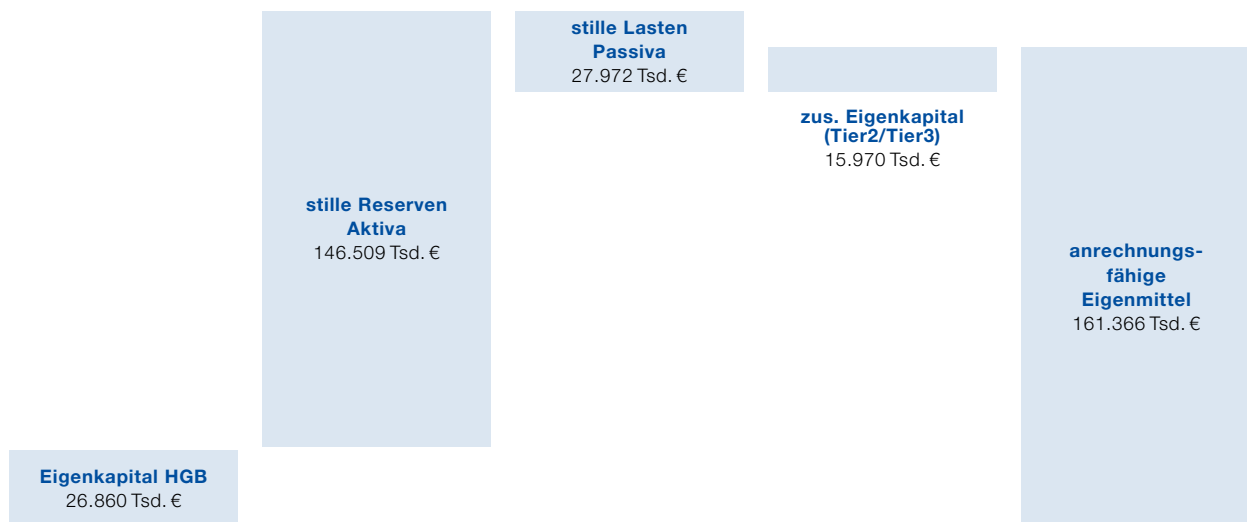 stille Lasten
Passiva
27.972 Tsd. €
zus. Eigenkapital
(Tier2/Tier3)
15.970 Tsd. €
stille Reserven
Aktiva
146.509 Tsd. €
anrechnungs-
fähige
Eigenmittel
161.366 Tsd. €
Eigenkapital HGB
26.860 Tsd. €